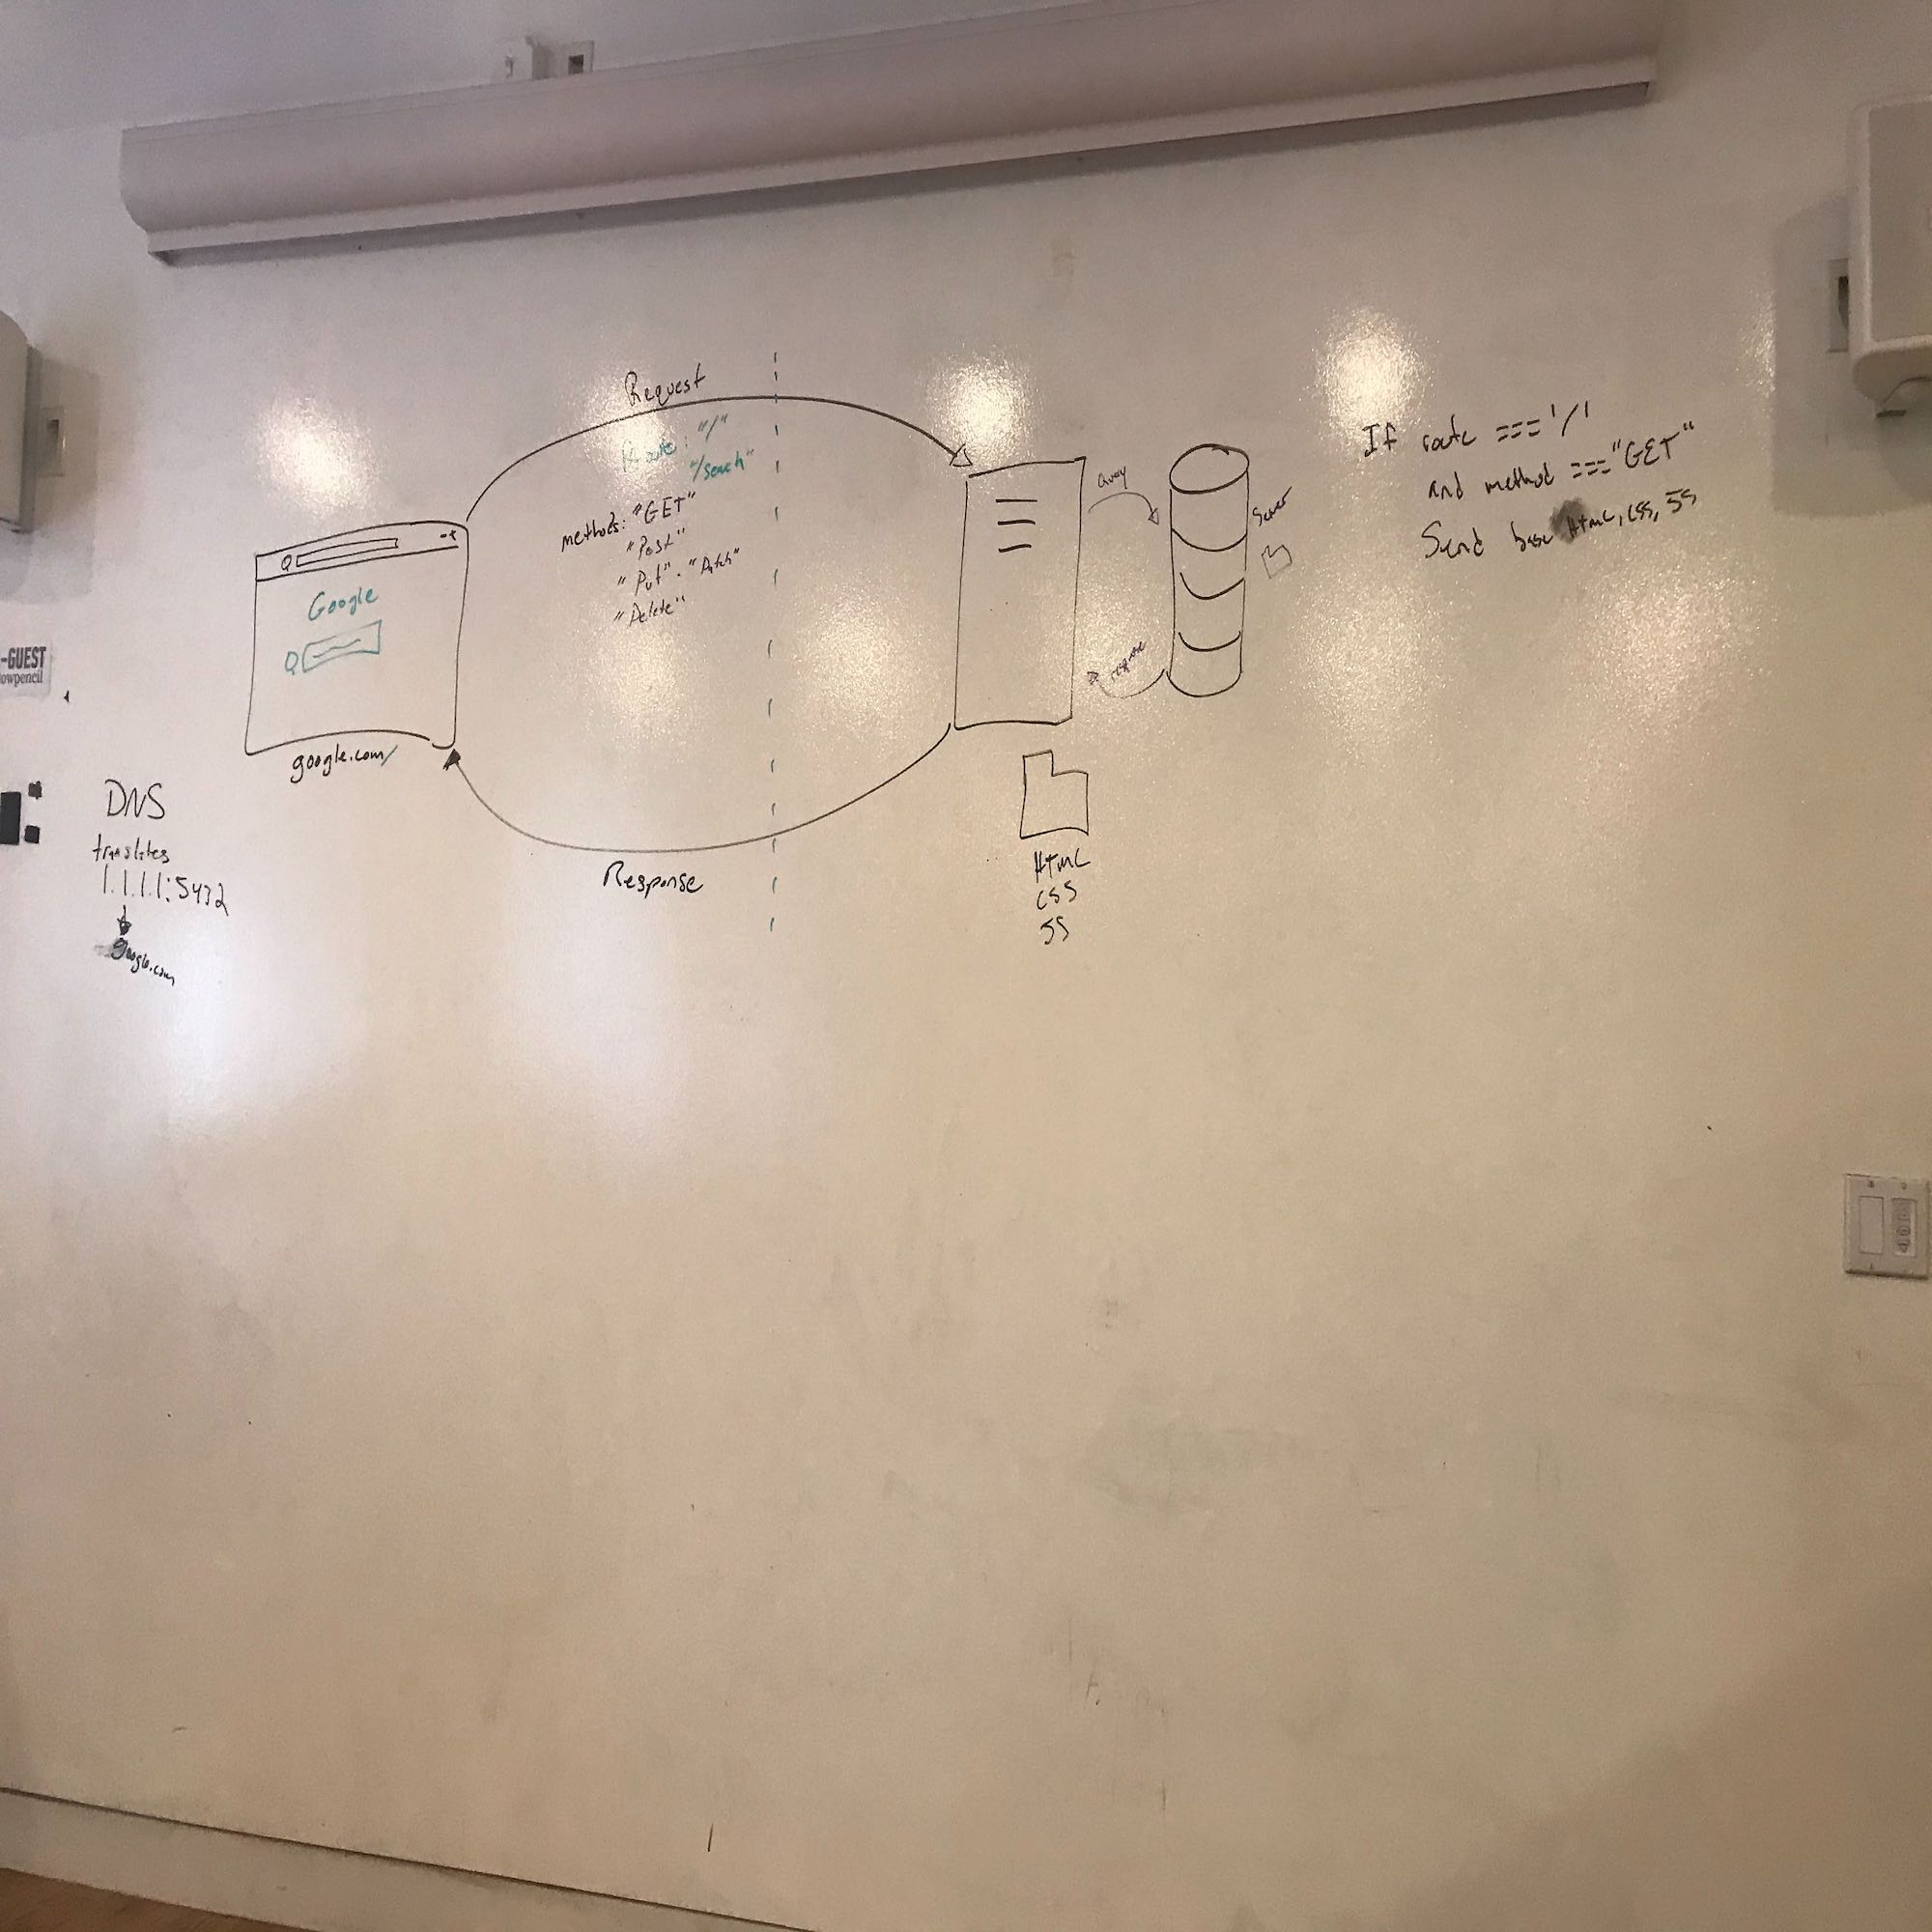 Request
Route: "/"
"/search"
methods: "GET"
"Post"
"Put" - "Patch"
"Delete"
Google
google.com/
Response
Query
response
Server
HTML
CSS
JS
If route === '/'
and method === "GET"
Send base HTML, CSS, JS
DNS
translates
1.1.1.1:5432
google.com
-GUEST
owpencil